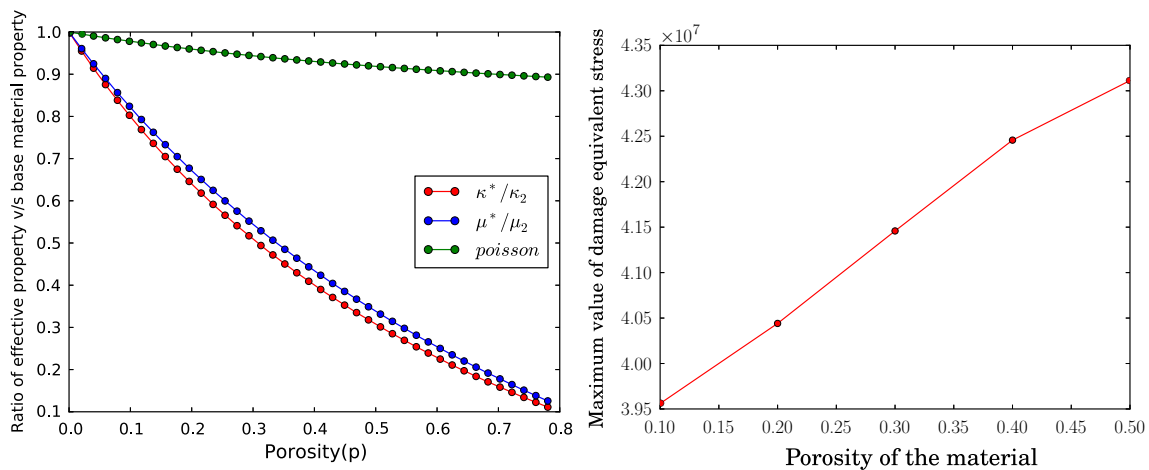 Ratio of effective property v/s base material property
1.0
0.9
0.8
0.7
0.6
0.5
0.4
0.3
0.2
0.1
0.0 0.1 0.2 0.3 0.4 0.5 0.6 0.7 0.8
Porosity(p)
κ*/κ₂
μ*/μ₂
poisson
Maximum value of damage equivalent stress
×10⁷
4.35
4.30
4.25
4.20
4.15
4.10
4.05
4.00
3.95
0.10 0.15 0.20 0.25 0.30 0.35 0.40 0.45 0.50
Porosity of the material